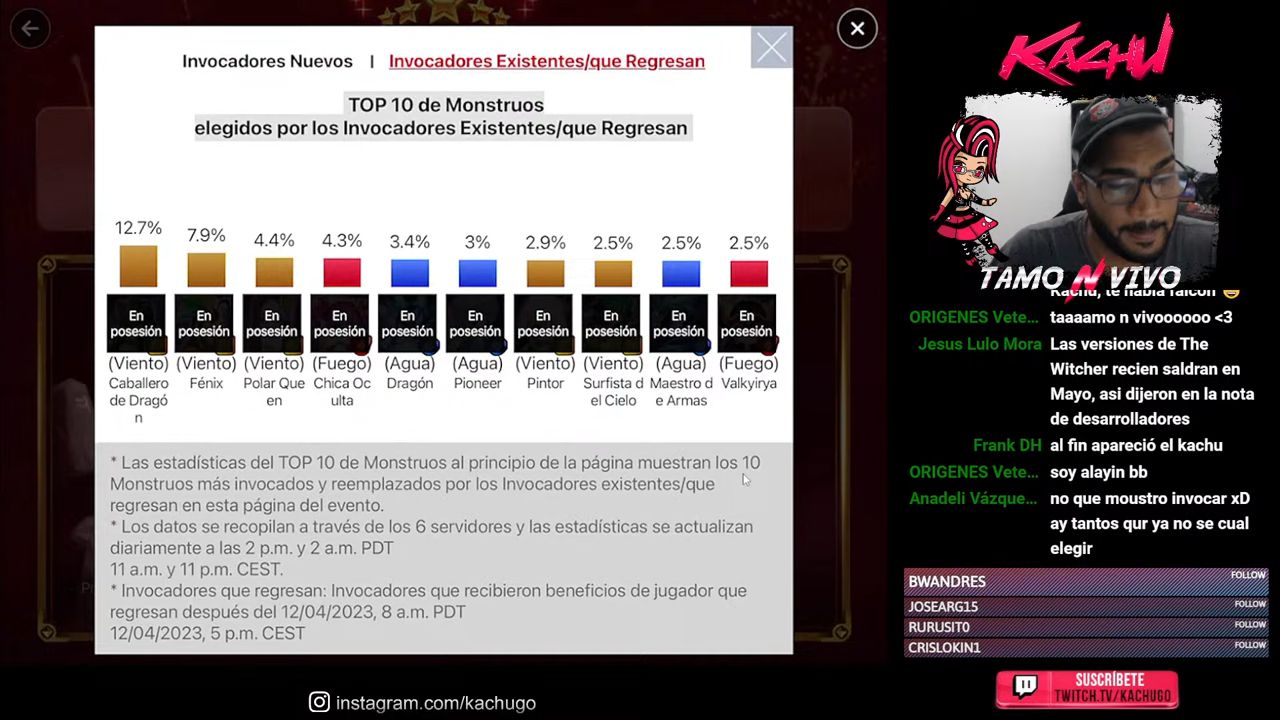 Invocadores Nuevos | Invocadores Existentes/que Regresan
TOP 10 de Monstruos
elegidos por los Invocadores Existentes/que Regresan
12.7% 7.9% 4.4% 4.3% 3.4% 3% 2.9% 2.5% 2.5% 2.5%
En posesión En posesión En posesión En posesión En posesión En posesión En posesión En posesión En posesión En posesión
(Viento) (Viento) (Viento) (Fuego) (Agua) (Agua) (Viento) (Viento) (Agua) (Fuego)
Caballero Fénix Polar Que Chica Oc Dragón Pioneer Pintor Surfista d Maestro d Valkyirya
de Dragó en ulta el Cielo e Armas
n
* Las estadísticas del TOP 10 de Monstruos al principio de la página muestran los 10
Monstruos más invocados y reemplazados por los Invocadores existentes/que
regresan en esta página del evento.
* Los datos se recopilan a través de los 6 servidores y las estadísticas se actualizan
diariamente a las 2 p.m. y 2 a.m. PDT
11 a.m. y 11 p.m. CEST.
* Invocadores que regresan: Invocadores que recibieron beneficios de jugador que
regresan después del 12/04/2023, 8 a.m. PDT
12/04/2023, 5 p.m. CEST
instagram.com/kachugo
KACHU
TAMO N VIVO
Kachu, te había falcon
ORIGENES Vete... taaaamo n vivoooooo <3
Jesus Lulo Mora Las versiones de The
Witcher recien saldran en
Mayo, asi dijeron en la nota
de desarrolladores
Frank DH al fin apareció el kachu
ORIGENES Vete... soy alayin bb
Anadeli Vázque... no que moustro invocar xD
ay tantos qur ya no se cual
elegir
BWANDRES FOLLOW
JOSEARG15 FOLLOW
RURUSIT0 FOLLOW
CRISLOKIN1 FOLLOW
SUSCRÍBETE
TWITCH.TV/KACHUGO